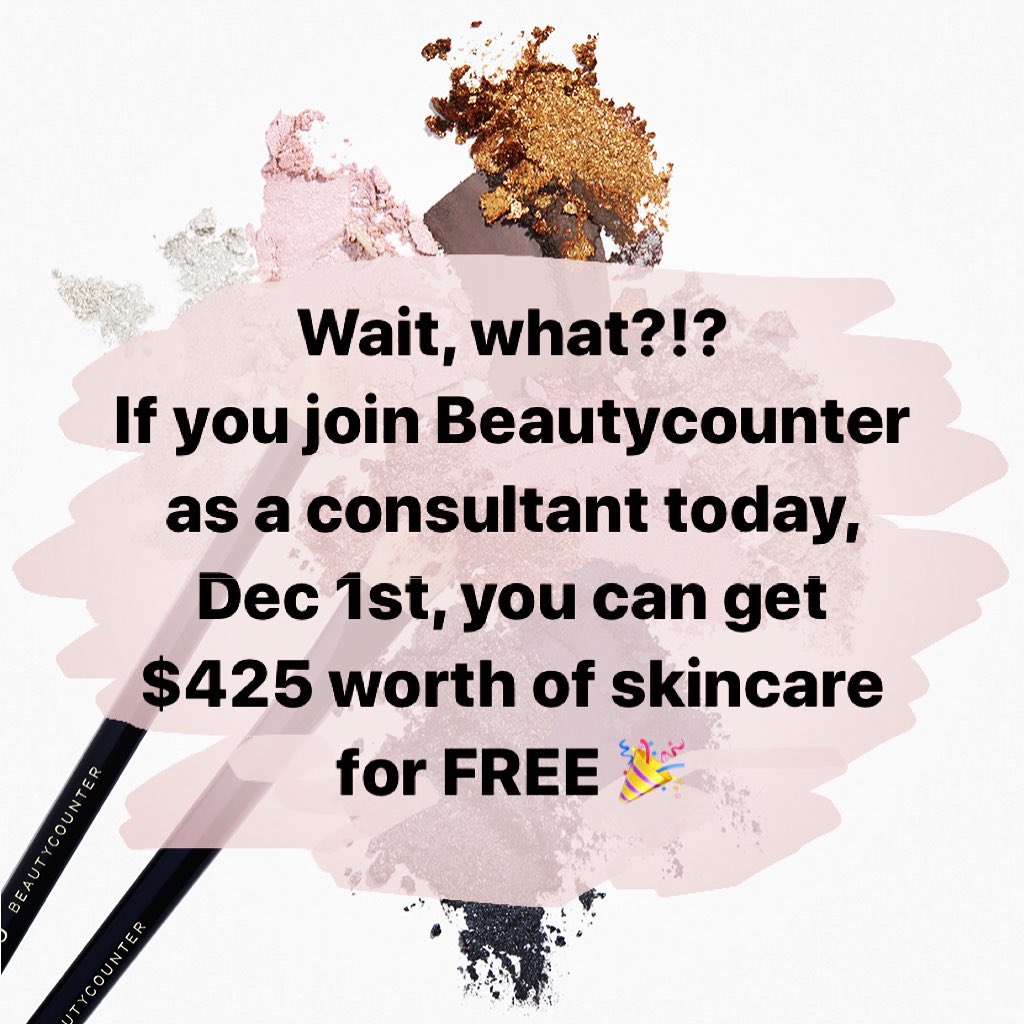 Wait, what?!?
If you join Beautycounter
as a consultant today,
Dec 1st, you can get
$425 worth of skincare
for FREE 🎉
BEAUTYCOUNTER
UTYCOUNTER